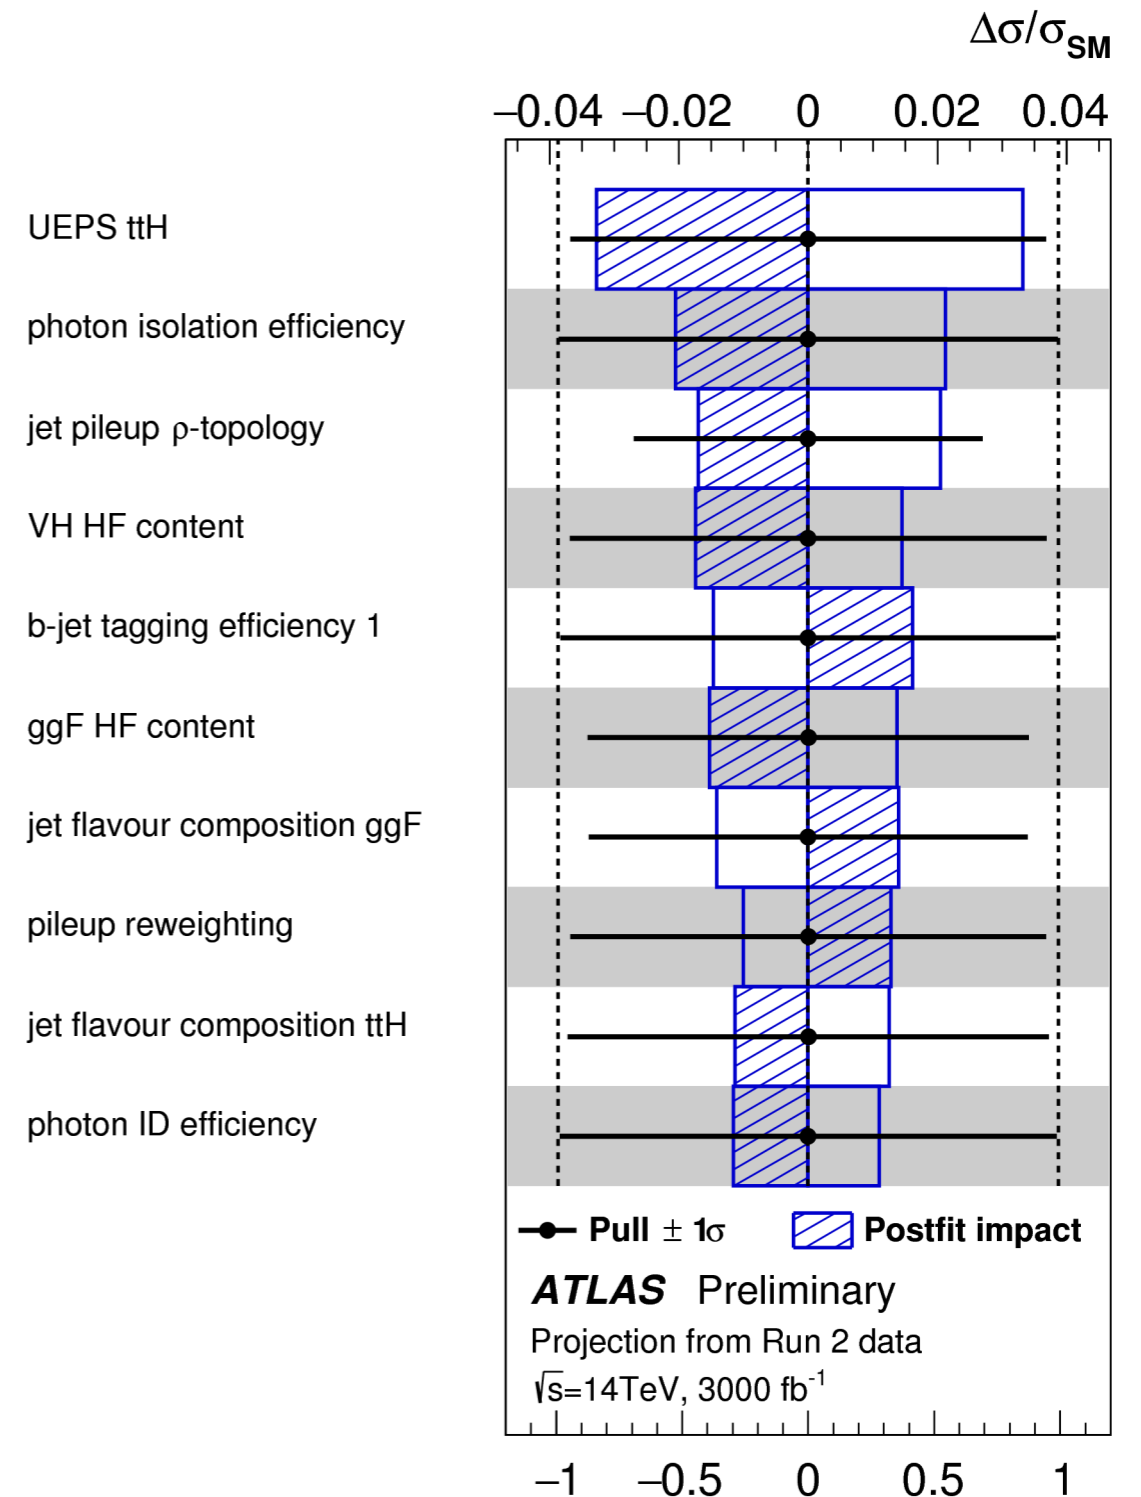 Δσ/σSM
−0.04 −0.02 0 0.02 0.04
UEPS ttH
photon isolation efficiency
jet pileup ρ-topology
VH HF content
b-jet tagging efficiency 1
ggF HF content
jet flavour composition ggF
pileup reweighting
jet flavour composition ttH
photon ID efficiency
Pull ± 1σ Postfit impact
ATLAS Preliminary
Projection from Run 2 data
√s=14TeV, 3000 fb-1
−1 −0.5 0 0.5 1